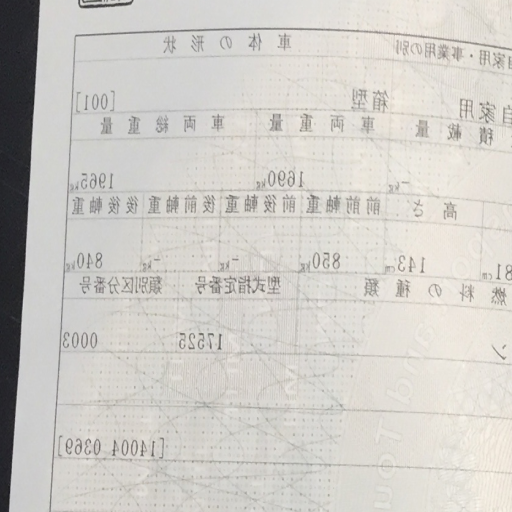 自家用・事業用の別 車体の形状
自家用 箱型 [001]
積載量 車両重量 車両総重量
-kg 1690kg 1965kg
高さ 前前軸重 前後軸重 後前軸重 後後軸重
81cm 143cm 850kg -kg -kg 840kg
燃料の種類 型式指定番号 類別区分番号
ン 17525 0003
[14004 0369]